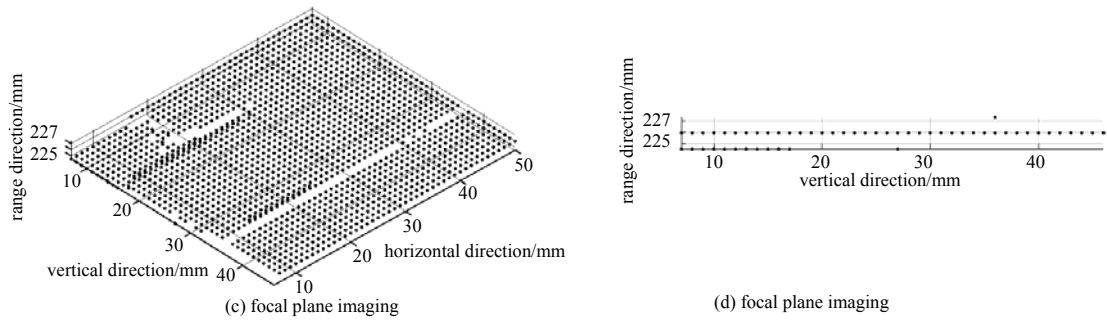 range direction/mm
227
225
10
20
30
40
vertical direction/mm
10
20
30
40
50
horizontal direction/mm
(c) focal plane imaging
range direction/mm
227
225
10
20
30
40
vertical direction/mm
(d) focal plane imaging